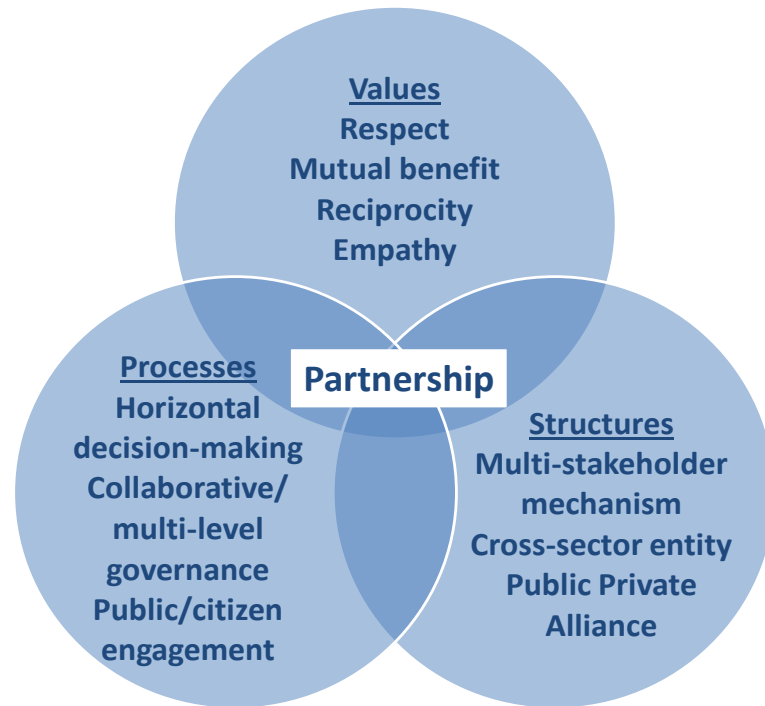 Values
Respect
Mutual benefit
Reciprocity
Empathy
Partnership
Processes
Horizontal
decision-making
Collaborative/
multi-level
governance
Public/citizen
engagement
Structures
Multi-stakeholder
mechanism
Cross-sector entity
Public Private
Alliance